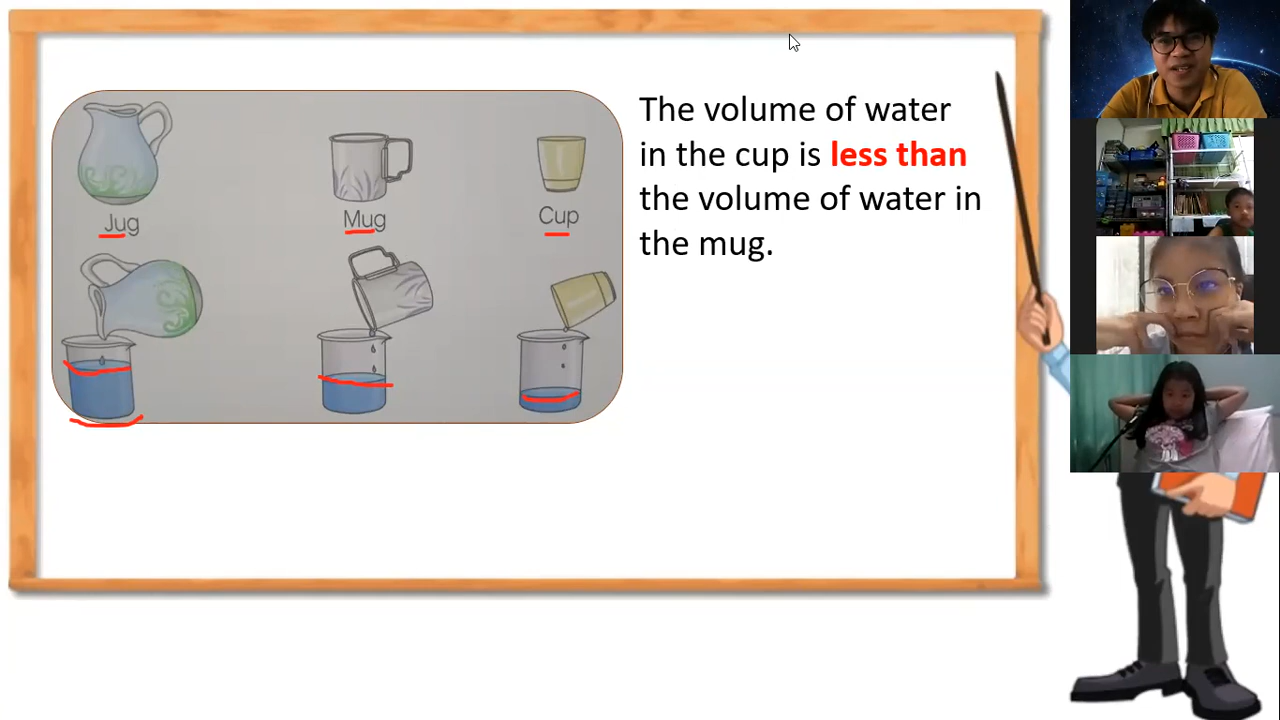 Jug
Mug
Cup
The volume of water
in the cup is less than
the volume of water in
the mug.